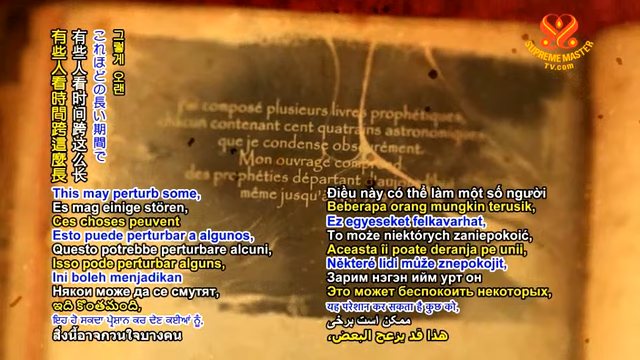 SUPREME MASTER
TV.com
그렇게 오랜
これほどの長い期間で
有些人看时间跨这么长
有些人看時間跨這麼長
J'ai composé plusieurs livres prophétiques,
chacun contenant cent quatrains astronomiques
que je condense obscurément.
Mon ouvrage comprend
des prophéties départant d'aujourd'hui
même jusqu'
This may perturb some,
Es mag einige stören,
Ces choses peuvent
Esto puede perturbar a algunos,
Questo potrebbe perturbare alcuni,
Isso pode perturbar alguns,
Ini boleh menjadikan
Някои може да се смутят,
ఇది కొంతమంది,
ਇਹ ਹੋ ਸਕਦਾ ਪ੍ਰੇਸ਼ਾਨ ਕਰ ਦੇਣ ਕਈਆਂ ਨੂੰ,
สิ่งนี้อาจกวนใจบางคน
Điều này có thể làm một số người
Beberapa orang mungkin terusik,
Ez egyeseket felkavarhat,
To może niektórych zaniepokoić,
Aceasta îi poate deranja pe unii,
Některé lidi může znepokojit,
Зарим нэгэн ийм урт он
Это может беспокоить некоторых,
यह परेशान कर सकता है कुछ को,
ممکن است برخی
هذا قد يزعج البعض،